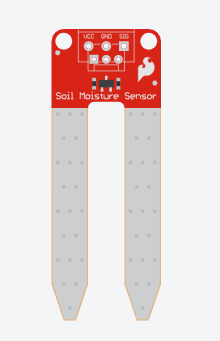 VCC GND SIG
Soil Moisture Sensor